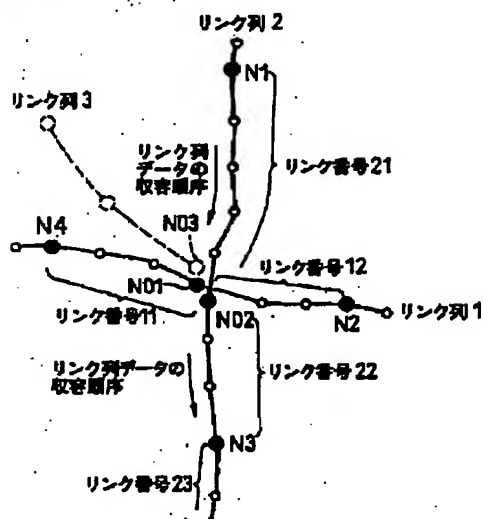 リンク列2
N1
リンク列3
リンク列
データの
収容順序
リンク番号21
N03
N4
リンク番号12
N01
リンク番号11
N02
N2
リンク列1
リンク列データの
収容順序
リンク番号22
N3
リンク番号23